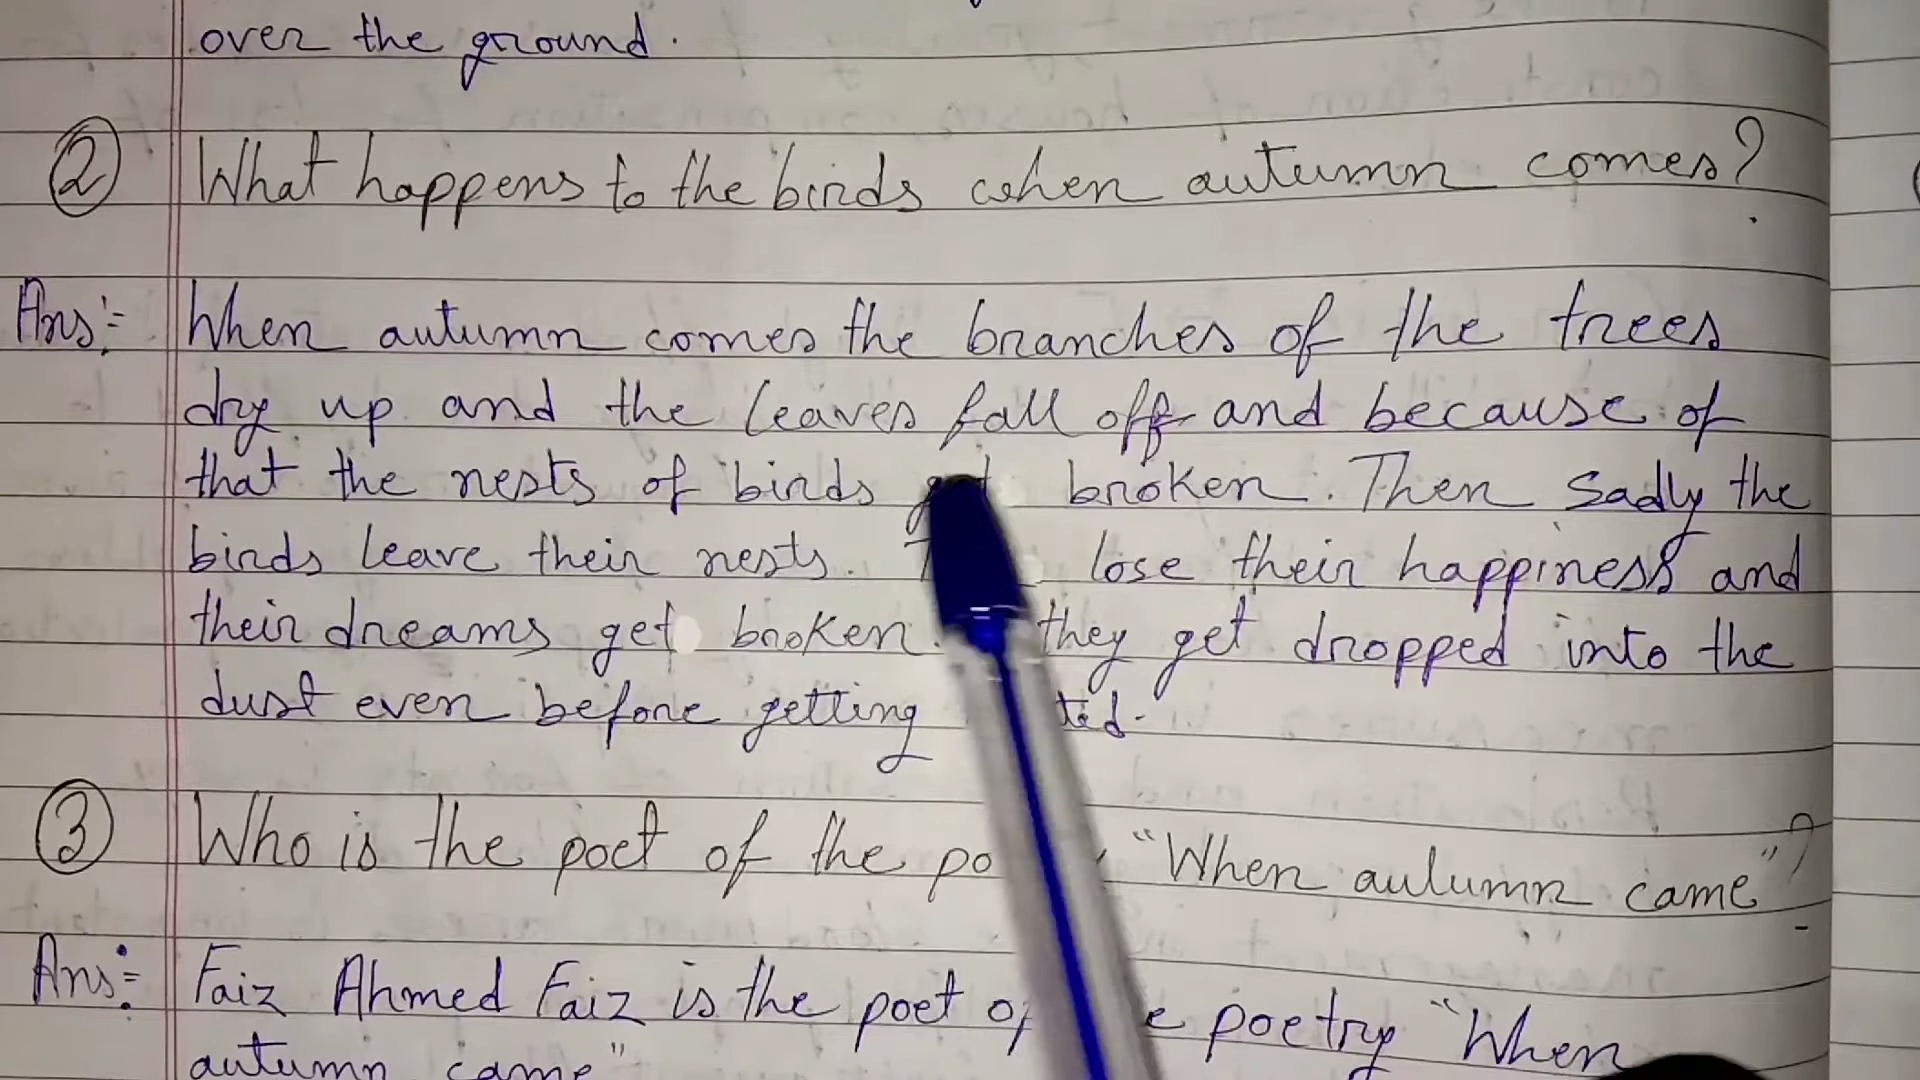 over the ground.
② What happens to the birds when autumn comes?
Ans:- When autumn comes the branches of the trees
dry up and the leaves fall off and because of
that the nests of birds get broken. Then sadly the
birds leave their nests. lose their happiness and
their dreams get broken. they get dropped into the
dust even before getting
③ Who is the poet of the "When autumn came"?
Ans:- Faiz Ahmed Faiz is the poet of poetry "When
autumn came"